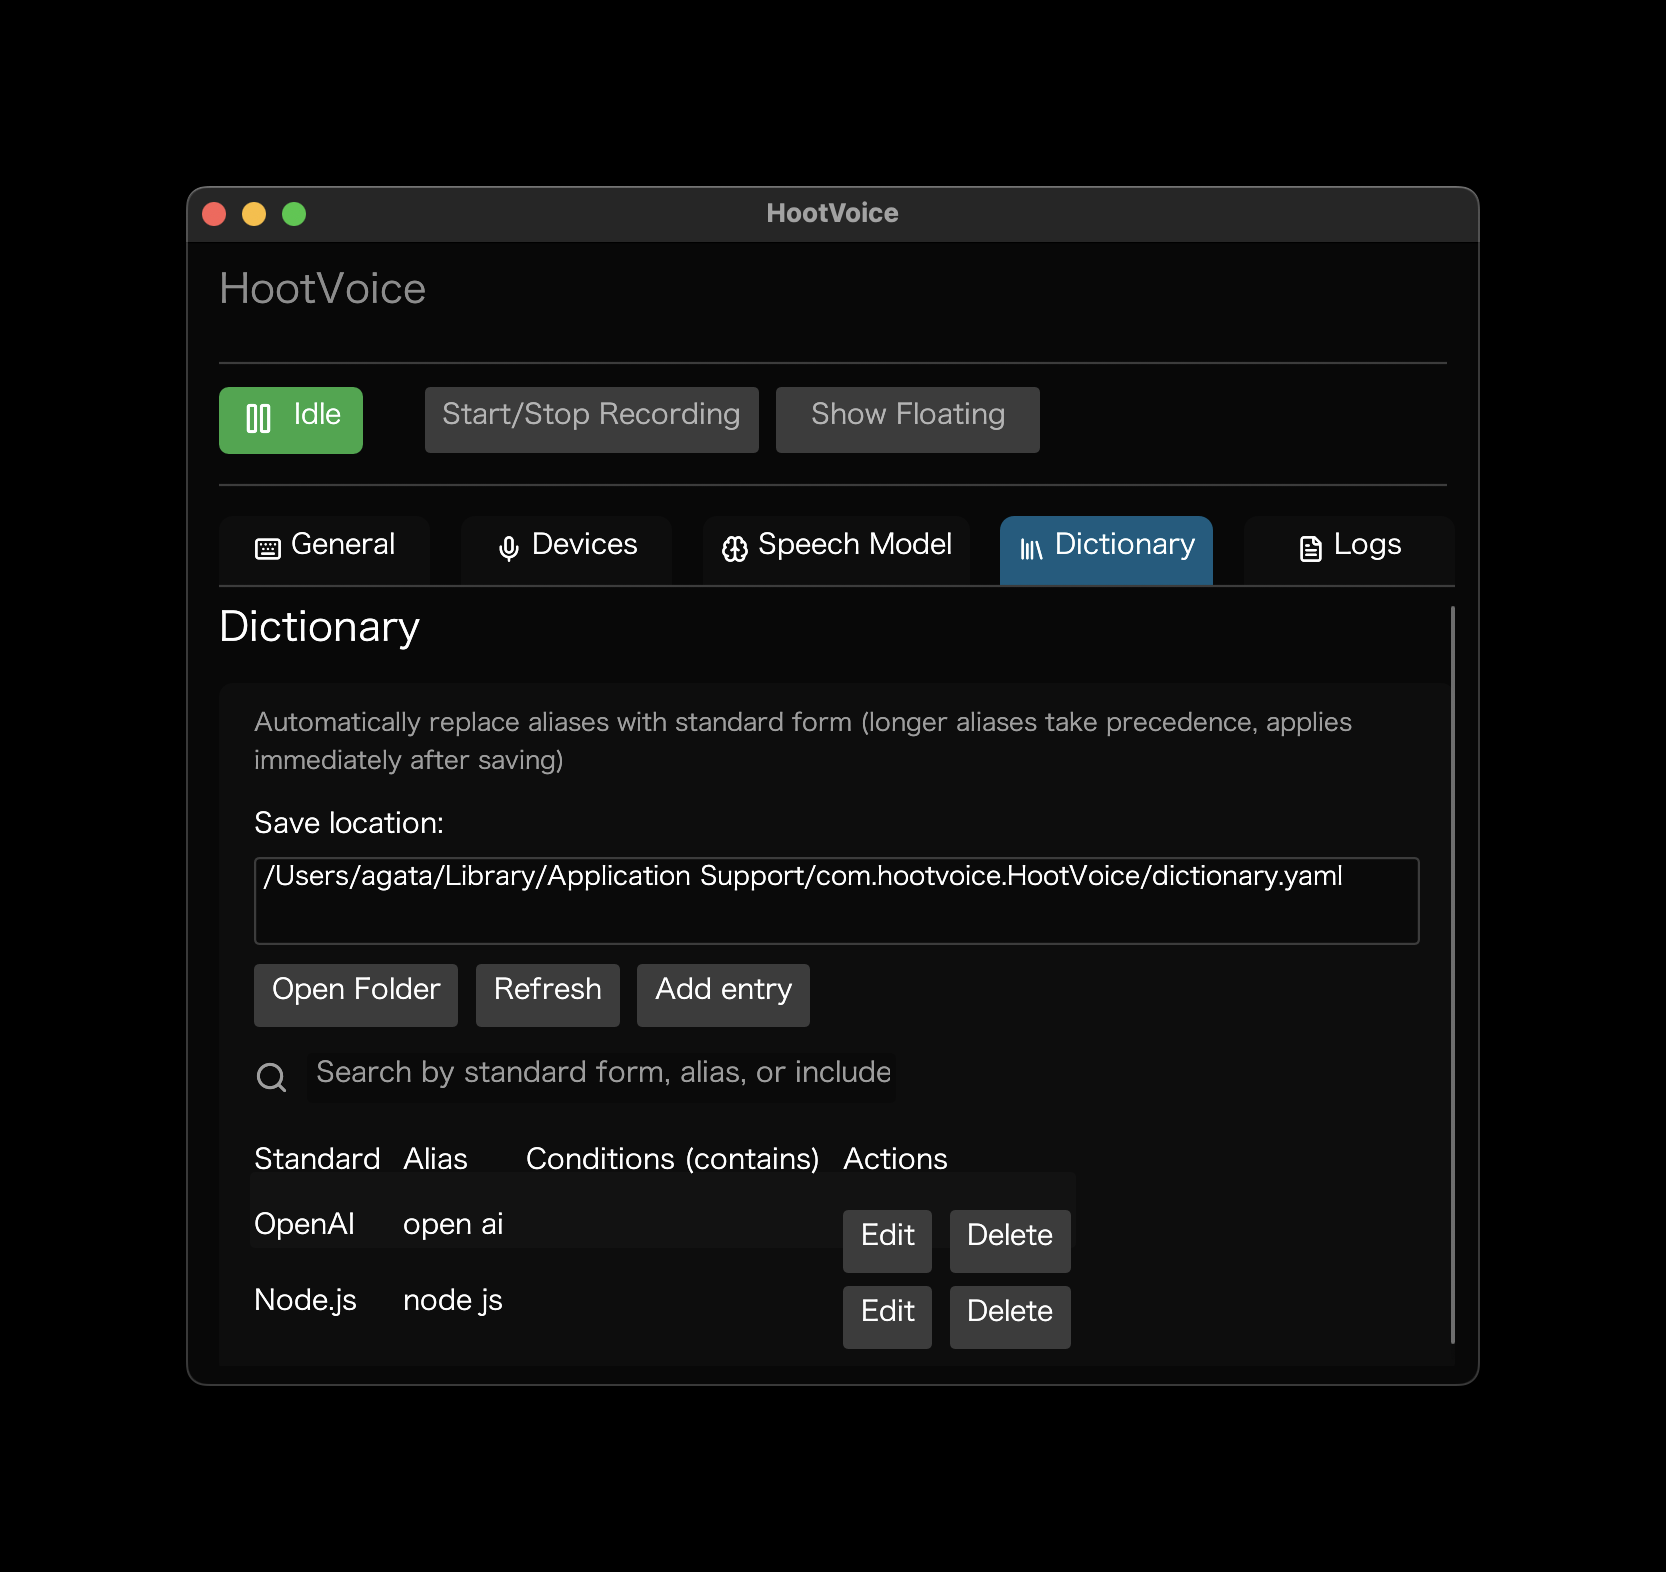 HootVoice
HootVoice
Idle
Start/Stop Recording
Show Floating
General
Devices
Speech Model
Dictionary
Logs
Dictionary
Automatically replace aliases with standard form (longer aliases take precedence, applies
immediately after saving)
Save location:
/Users/agata/Library/Application Support/com.hootvoice.HootVoice/dictionary.yaml
Open Folder
Refresh
Add entry
Search by standard form, alias, or include
Standard Alias Conditions (contains) Actions
OpenAI open ai Edit Delete
Node.js node js Edit Delete